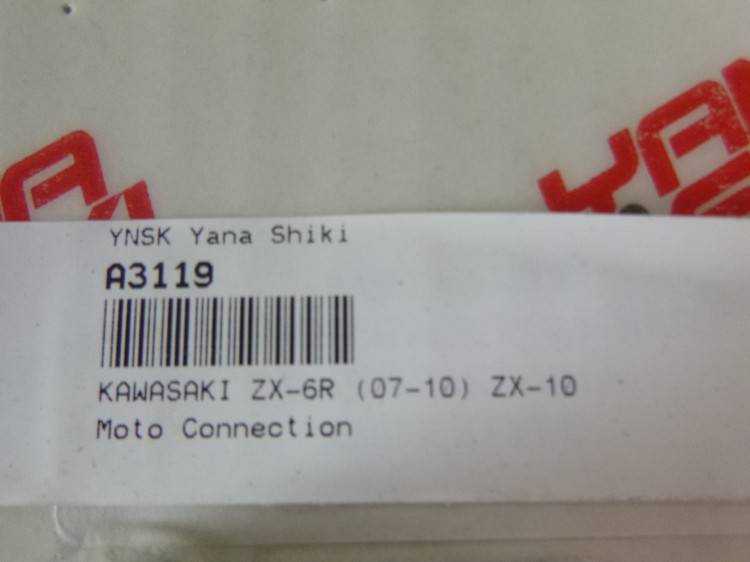 YNSK Yana Shiki
A3119
KAWASAKI ZX-6R (07-10) ZX-10
Moto Connection